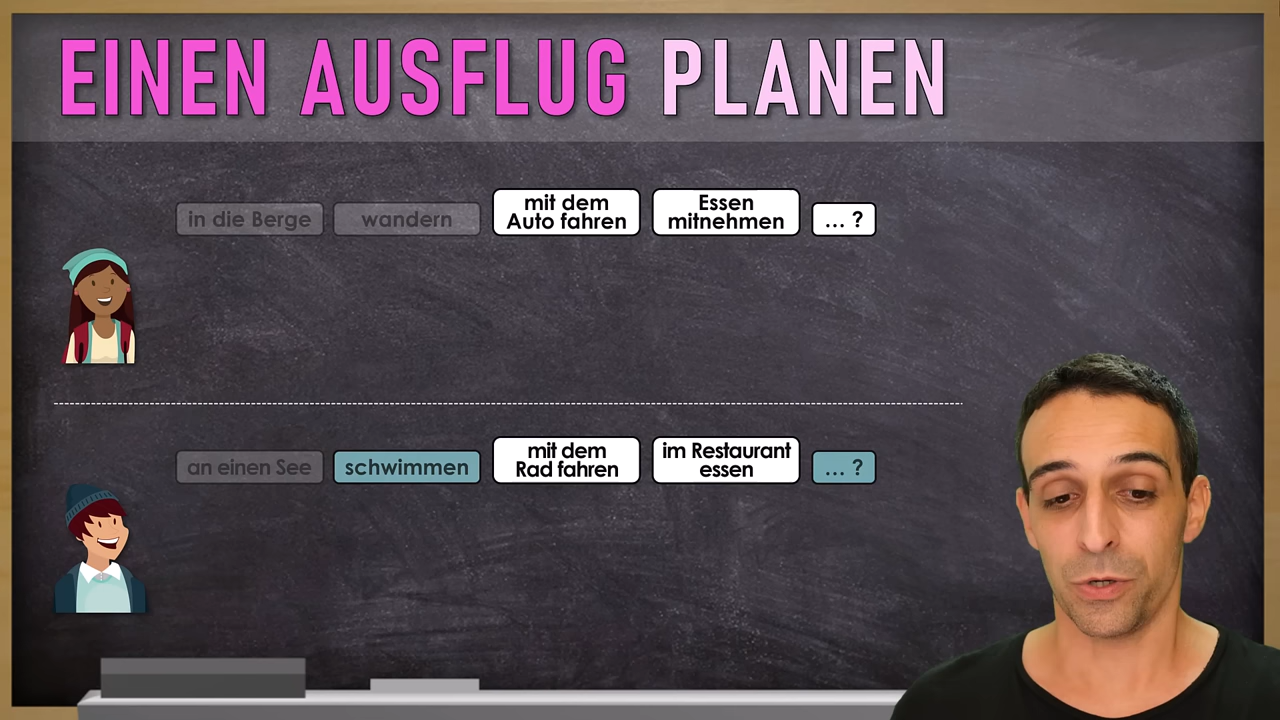 EINEN AUSFLUG PLANEN
in die Berge
wandern
mit dem
Auto fahren
Essen
mitnehmen
... ?
an einen See
schwimmen
mit dem
Rad fahren
im Restaurant
essen
... ?